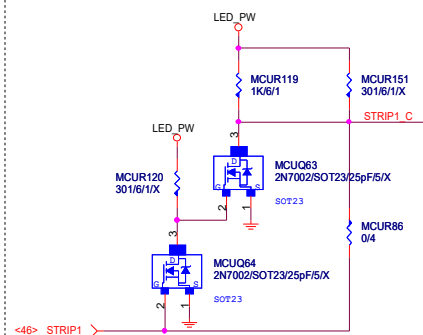 LED_PW
MCUR119
1K/6/1
MCUR151
301/6/1/X
STRIP1_C
LED_PW
3
D
G
S
MCUQ63
2N7002/SOT23/25pF/5/X
SOT23
MCUR120
301/6/1/X
2
1
MCUR86
0/4
3
D
G
S
MCUQ64
2N7002/SOT23/25pF/5/X
SOT23
2
1
<46> STRIP1